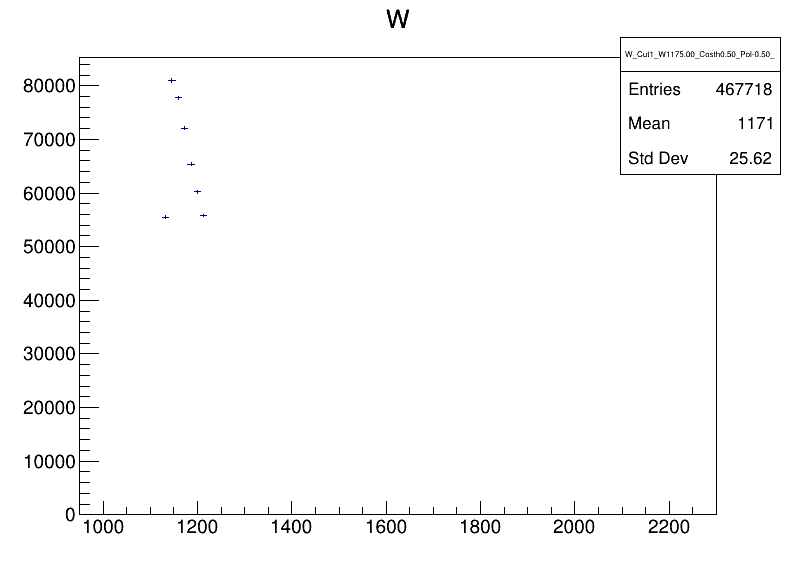 W
W_Cut1_W1175.00_Costh0.50_Pol-0.50_
Entries 467718
Mean 1171
Std Dev 25.62
80000
70000
60000
50000
40000
30000
20000
10000
0
1000 1200 1400 1600 1800 2000 2200